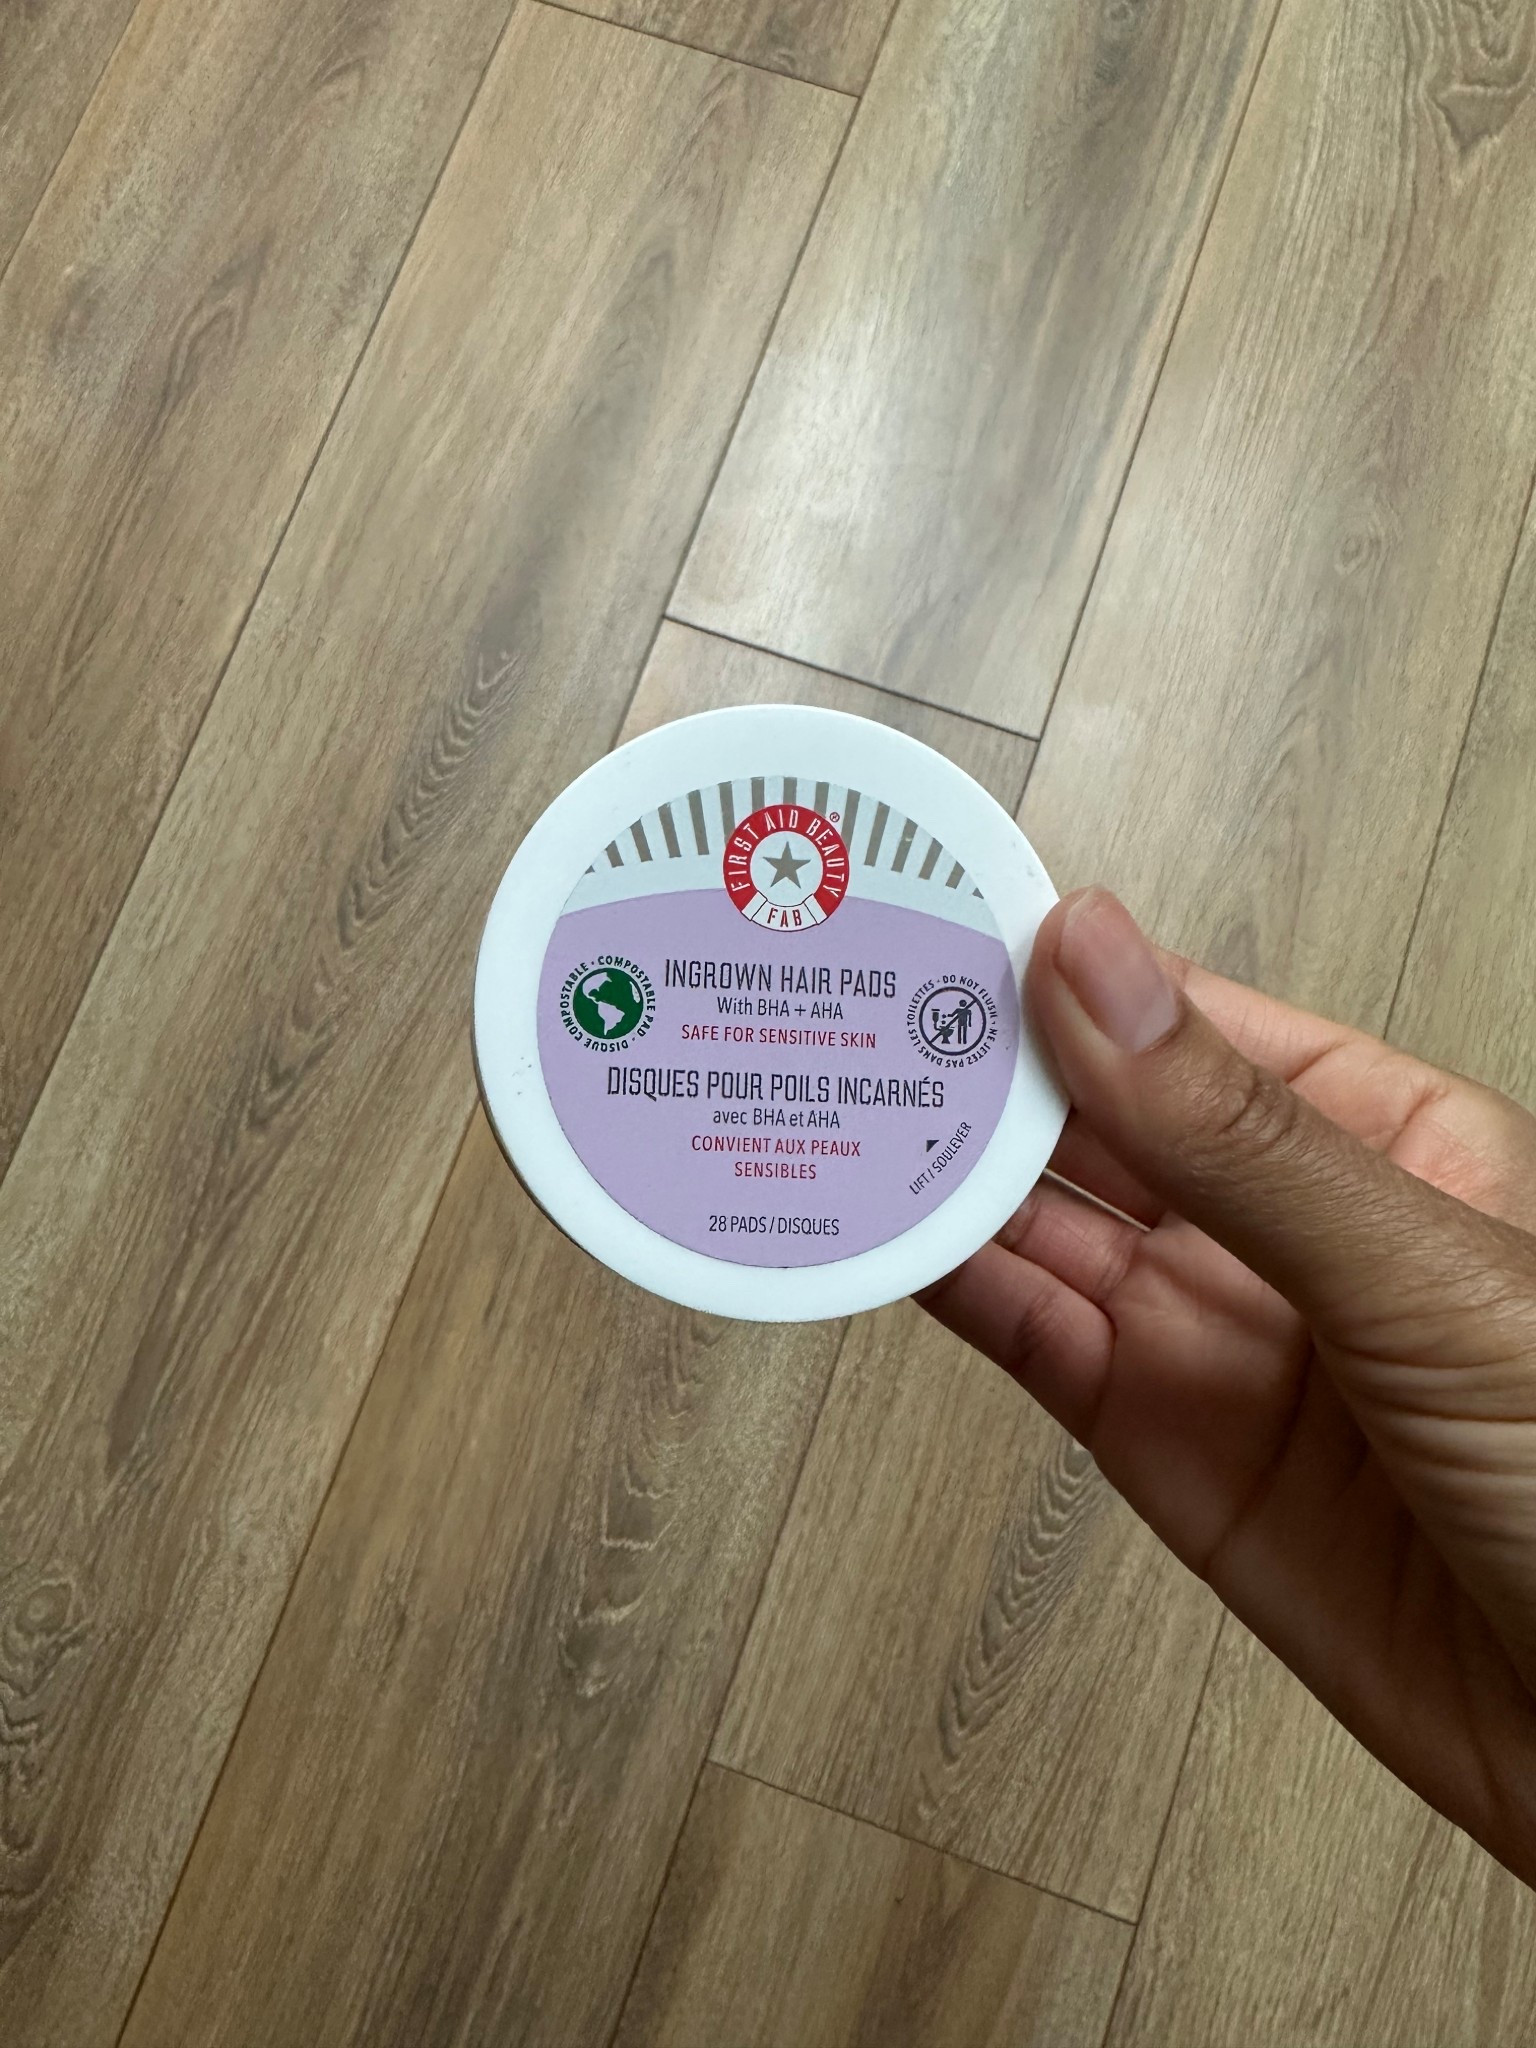 FIRST AID BEAUTY®
FAB
INGROWN HAIR PADS
With BHA + AHA
SAFE FOR SENSITIVE SKIN
COMPOSTABLE PAD · DISQUE COMPOSTABLE ·
DO NOT FLUSH · NE JETEZ PAS DANS LES TOILETTES ·
DISQUES POUR POILS INCARNÉS
avec BHA et AHA
CONVIENT AUX PEAUX
SENSIBLES
LIFT / SOULEVER
28 PADS / DISQUES